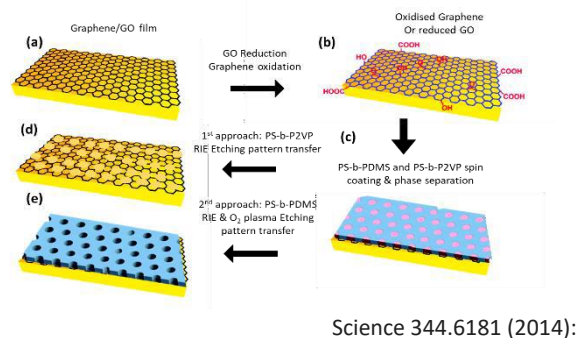 Graphene/GO film
Oxidised Graphene
Or reduced GO
(a)
GO Reduction
Graphene oxidation
(b)
COOH
HO
OH
COOH
HOOC
COOH
OH
(d)
1st approach: PS-b-P2VP
RIE Etching pattern transfer
(c)
PS-b-PDMS and PS-b-P2VP spin
coating & phase separation
(e)
2nd approach: PS-b-PDMS
RIE & O2 plasma Etching
pattern transfer
Science 344.6181 (2014):